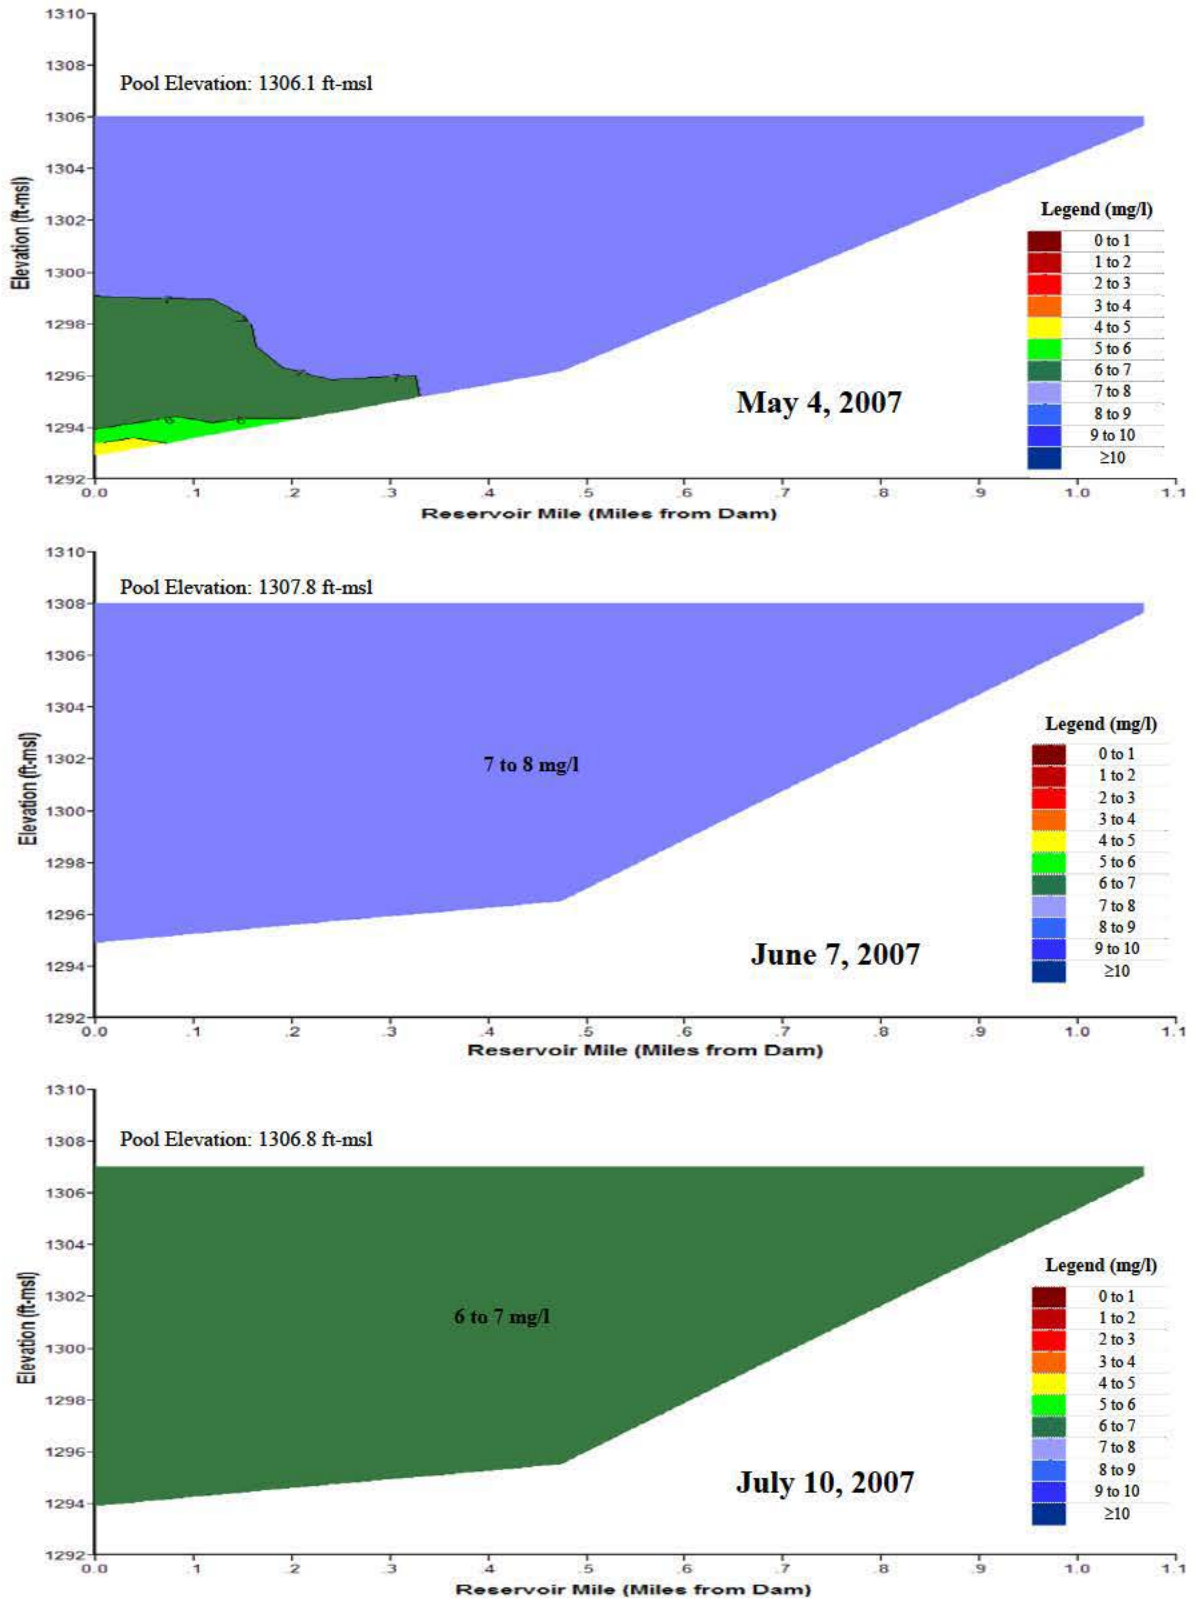 1310
1308
Pool Elevation: 1306.1 ft-msl
1306
1304
1302
1300
1298
1296
1294
1292
Elevation (ft-msl)
7
7
7
7
6
6
May 4, 2007
Legend (mg/l)
0 to 1
1 to 2
2 to 3
3 to 4
4 to 5
5 to 6
6 to 7
7 to 8
8 to 9
9 to 10
≥10
0.0 .1 .2 .3 .4 .5 .6 .7 .8 .9 1.0 1.1
Reservoir Mile (Miles from Dam)
1310
Pool Elevation: 1307.8 ft-msl
1308
1306
1304
1302
1300
1298
1296
1294
1292
Elevation (ft-msl)
7 to 8 mg/l
June 7, 2007
Legend (mg/l)
0 to 1
1 to 2
2 to 3
3 to 4
4 to 5
5 to 6
6 to 7
7 to 8
8 to 9
9 to 10
≥10
0.0 .1 .2 .3 .4 .5 .6 .7 .8 .9 1.0 1.1
Reservoir Mile (Miles from Dam)
1310
1308
Pool Elevation: 1306.8 ft-msl
1306
1304
1302
1300
1298
1296
1294
1292
Elevation (ft-msl)
6 to 7 mg/l
July 10, 2007
Legend (mg/l)
0 to 1
1 to 2
2 to 3
3 to 4
4 to 5
5 to 6
6 to 7
7 to 8
8 to 9
9 to 10
≥10
0.0 .1 .2 .3 .4 .5 .6 .7 .8 .9 1.0 1.1
Reservoir Mile (Miles from Dam)